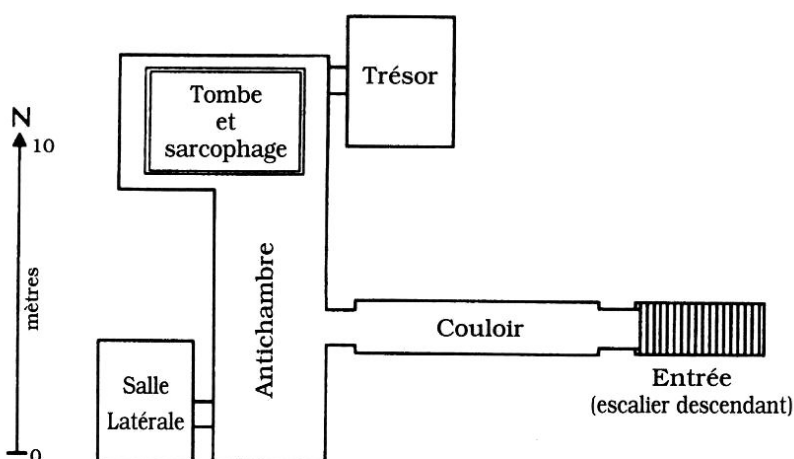 Trésor
Tombe
et
sarcophage
N
10
mètres
Antichambre
Couloir
Salle
Latérale
Entrée
(escalier descendant)
0